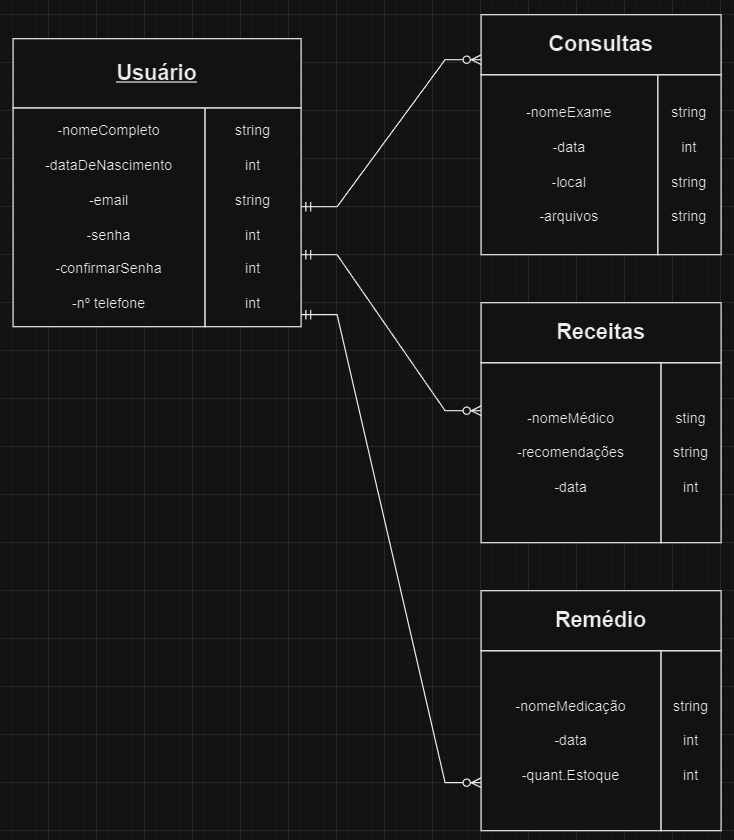 Usuário
-nomeCompleto string
-dataDeNascimento int
-email string
-senha int
-confirmarSenha int
-nº telefone int
Consultas
-nomeExame string
-data int
-local string
-arquivos string
Receitas
-nomeMédico sting
-recomendações string
-data int
Remédio
-nomeMedicação string
-data int
-quant.Estoque int